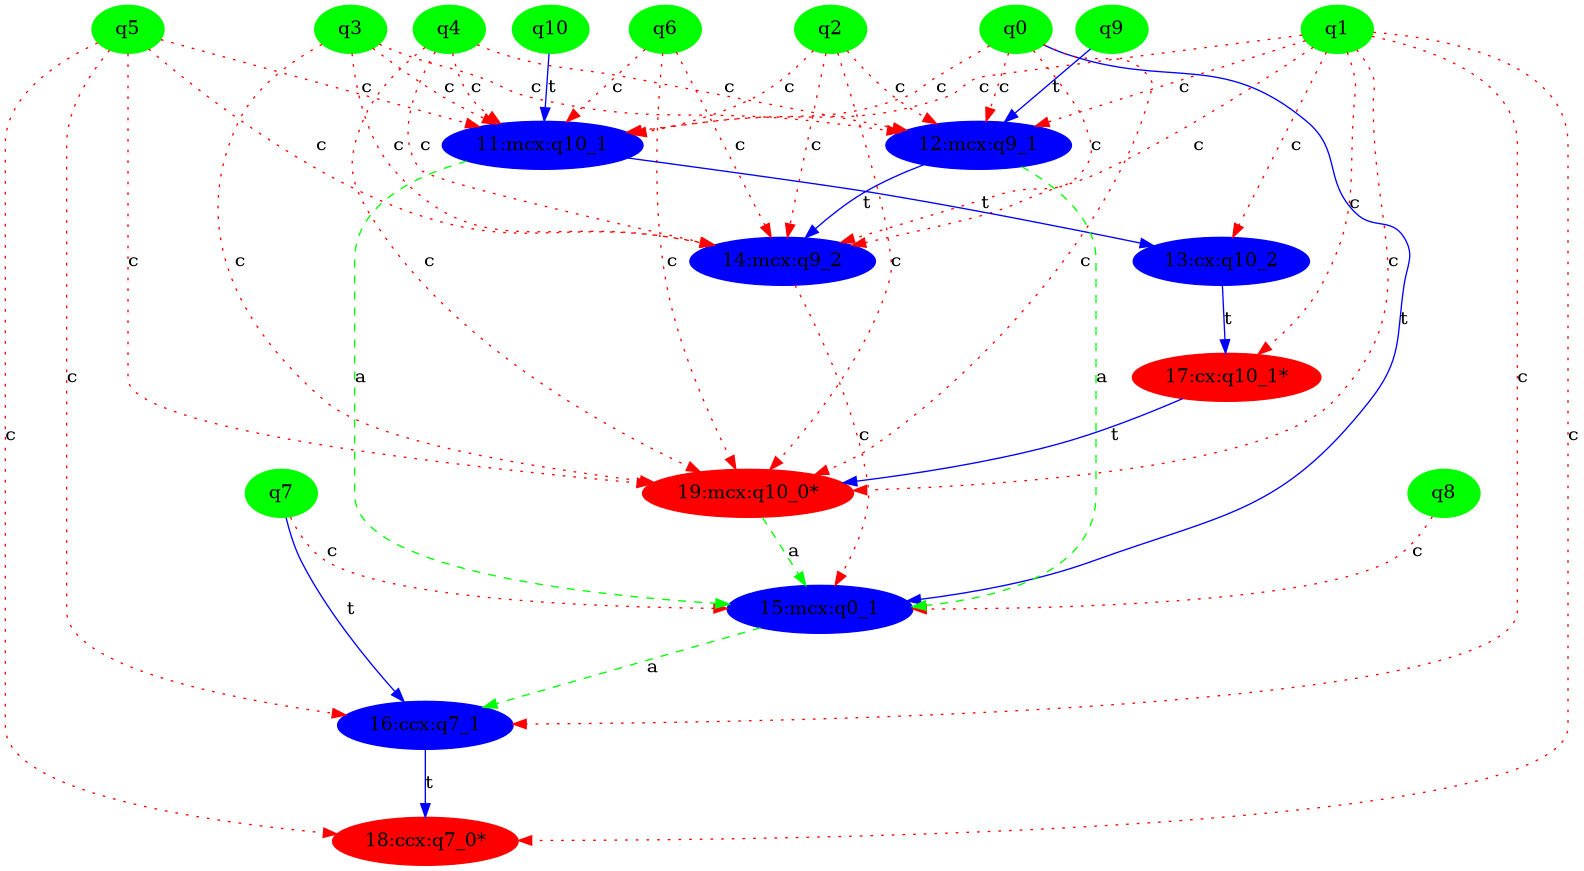 q5 q3 q4 q10 q6 q2 q0 q9 q1
c c c t c c c c c t c
11:mcx:q10_1 12:mcx:q9_1
c c c c c c c c
t t
14:mcx:q9_2 13:cx:q10_2
c c c c c c c c
t t
a a
17:cx:q10_1*
c c c
c t c
19:mcx:q10_0*
q7 q8
c a c
15:mcx:q0_1
t
a
16:ccx:q7_1
t
18:ccx:q7_0*